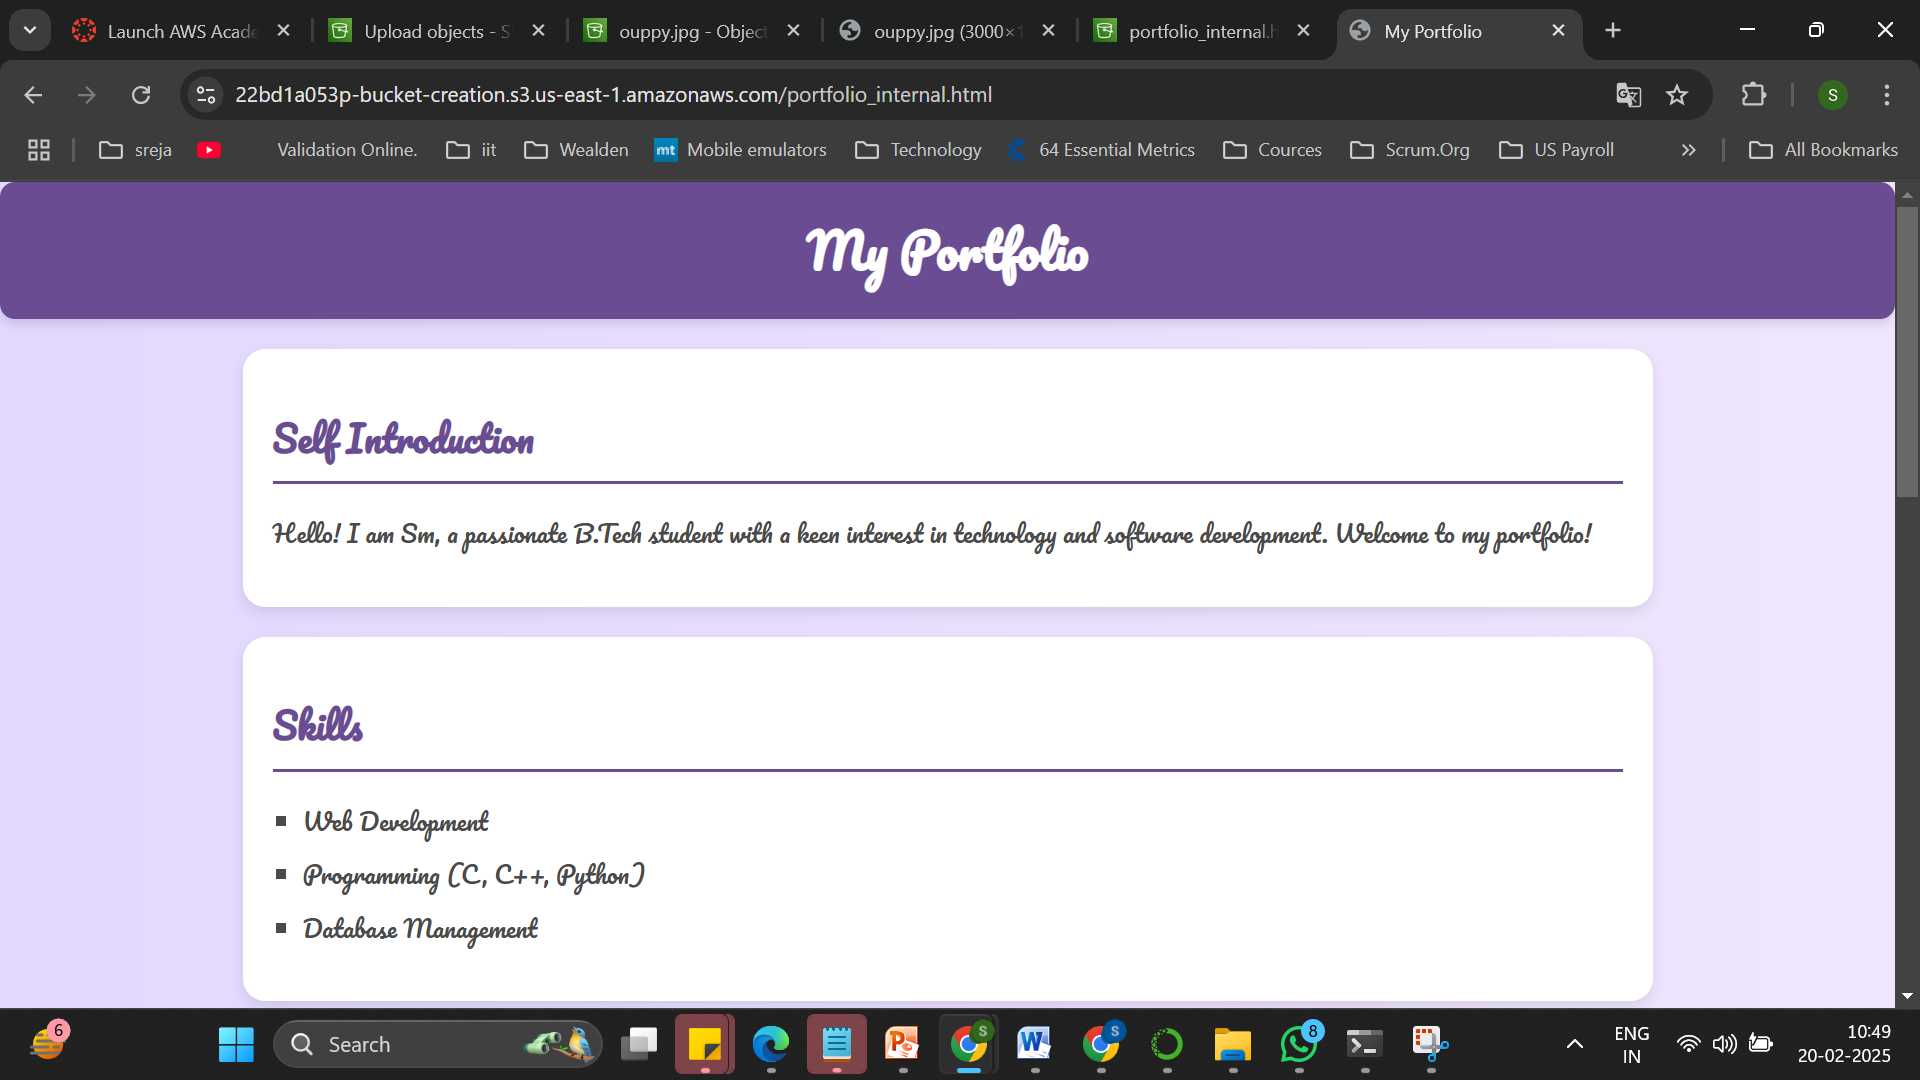 Launch AWS Acade
Upload objects - S
ouppy.jpg - Object
ouppy.jpg (3000×1
portfolio_internal.h
My Portfolio
22bd1a053p-bucket-creation.s3.us-east-1.amazonaws.com/portfolio_internal.html
S
sreja
Validation Online.
iit
Wealden
mt Mobile emulators
Technology
64 Essential Metrics
Cources
Scrum.Org
US Payroll
»
All Bookmarks
My Portfolio
Self Introduction
Hello! I am Sm, a passionate B.Tech student with a keen interest in technology and software development. Welcome to my portfolio!
Skills
Web Development
Programming (C, C++, Python)
Database Management
6
Search
S
S
8
ENG
IN
10:49
20-02-2025